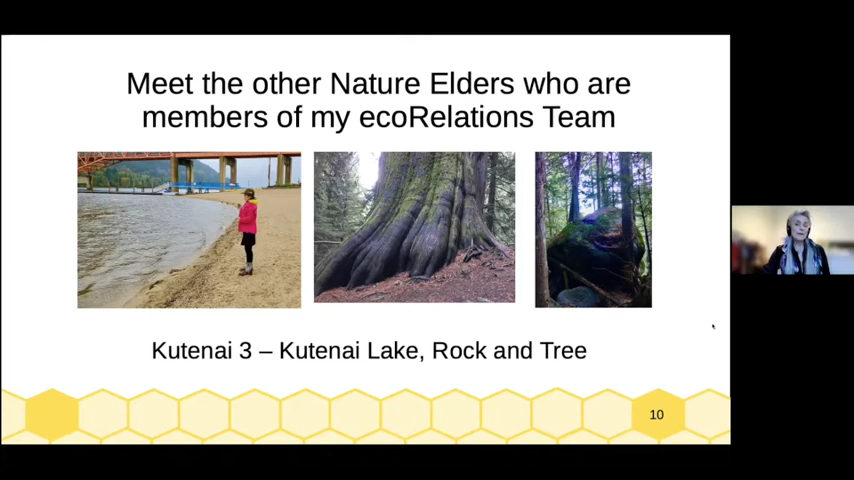 Meet the other Nature Elders who are
members of my ecoRelations Team
Kutenai 3 – Kutenai Lake, Rock and Tree
10